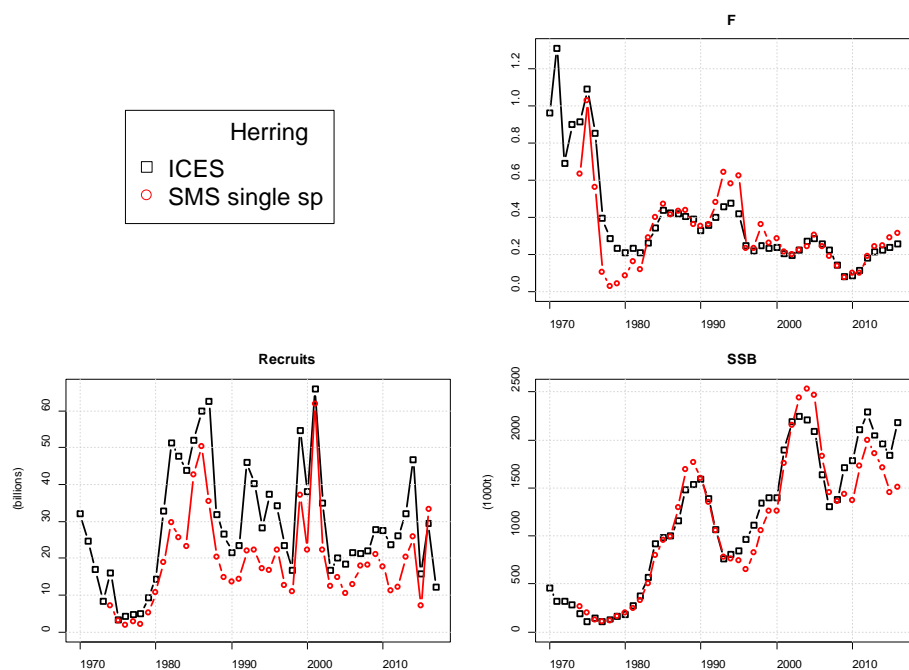 Herring
ICES
SMS single sp
F
0.0 0.2 0.4 0.6 0.8 1.0 1.2
1970 1980 1990 2000 2010
Recruits
(billions)
0 10 20 30 40 50 60
1970 1980 1990 2000 2010
SSB
(1000t)
0 500 1000 1500 2000 2500
1970 1980 1990 2000 2010